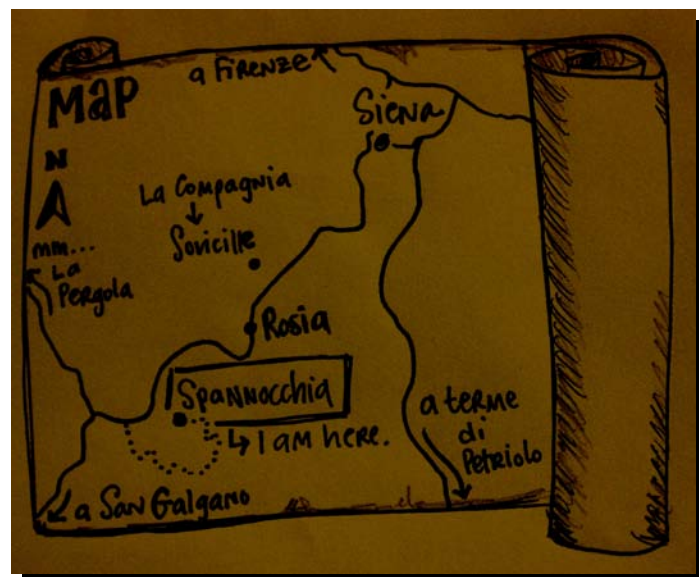 a FiRENZE
MaP
SieNa
N
La Compagnia
Sovicille
mm...
La
Pergola
Rosia
Spannocchia
a teRMe
di
Petriolo
I am here.
a San Galgano